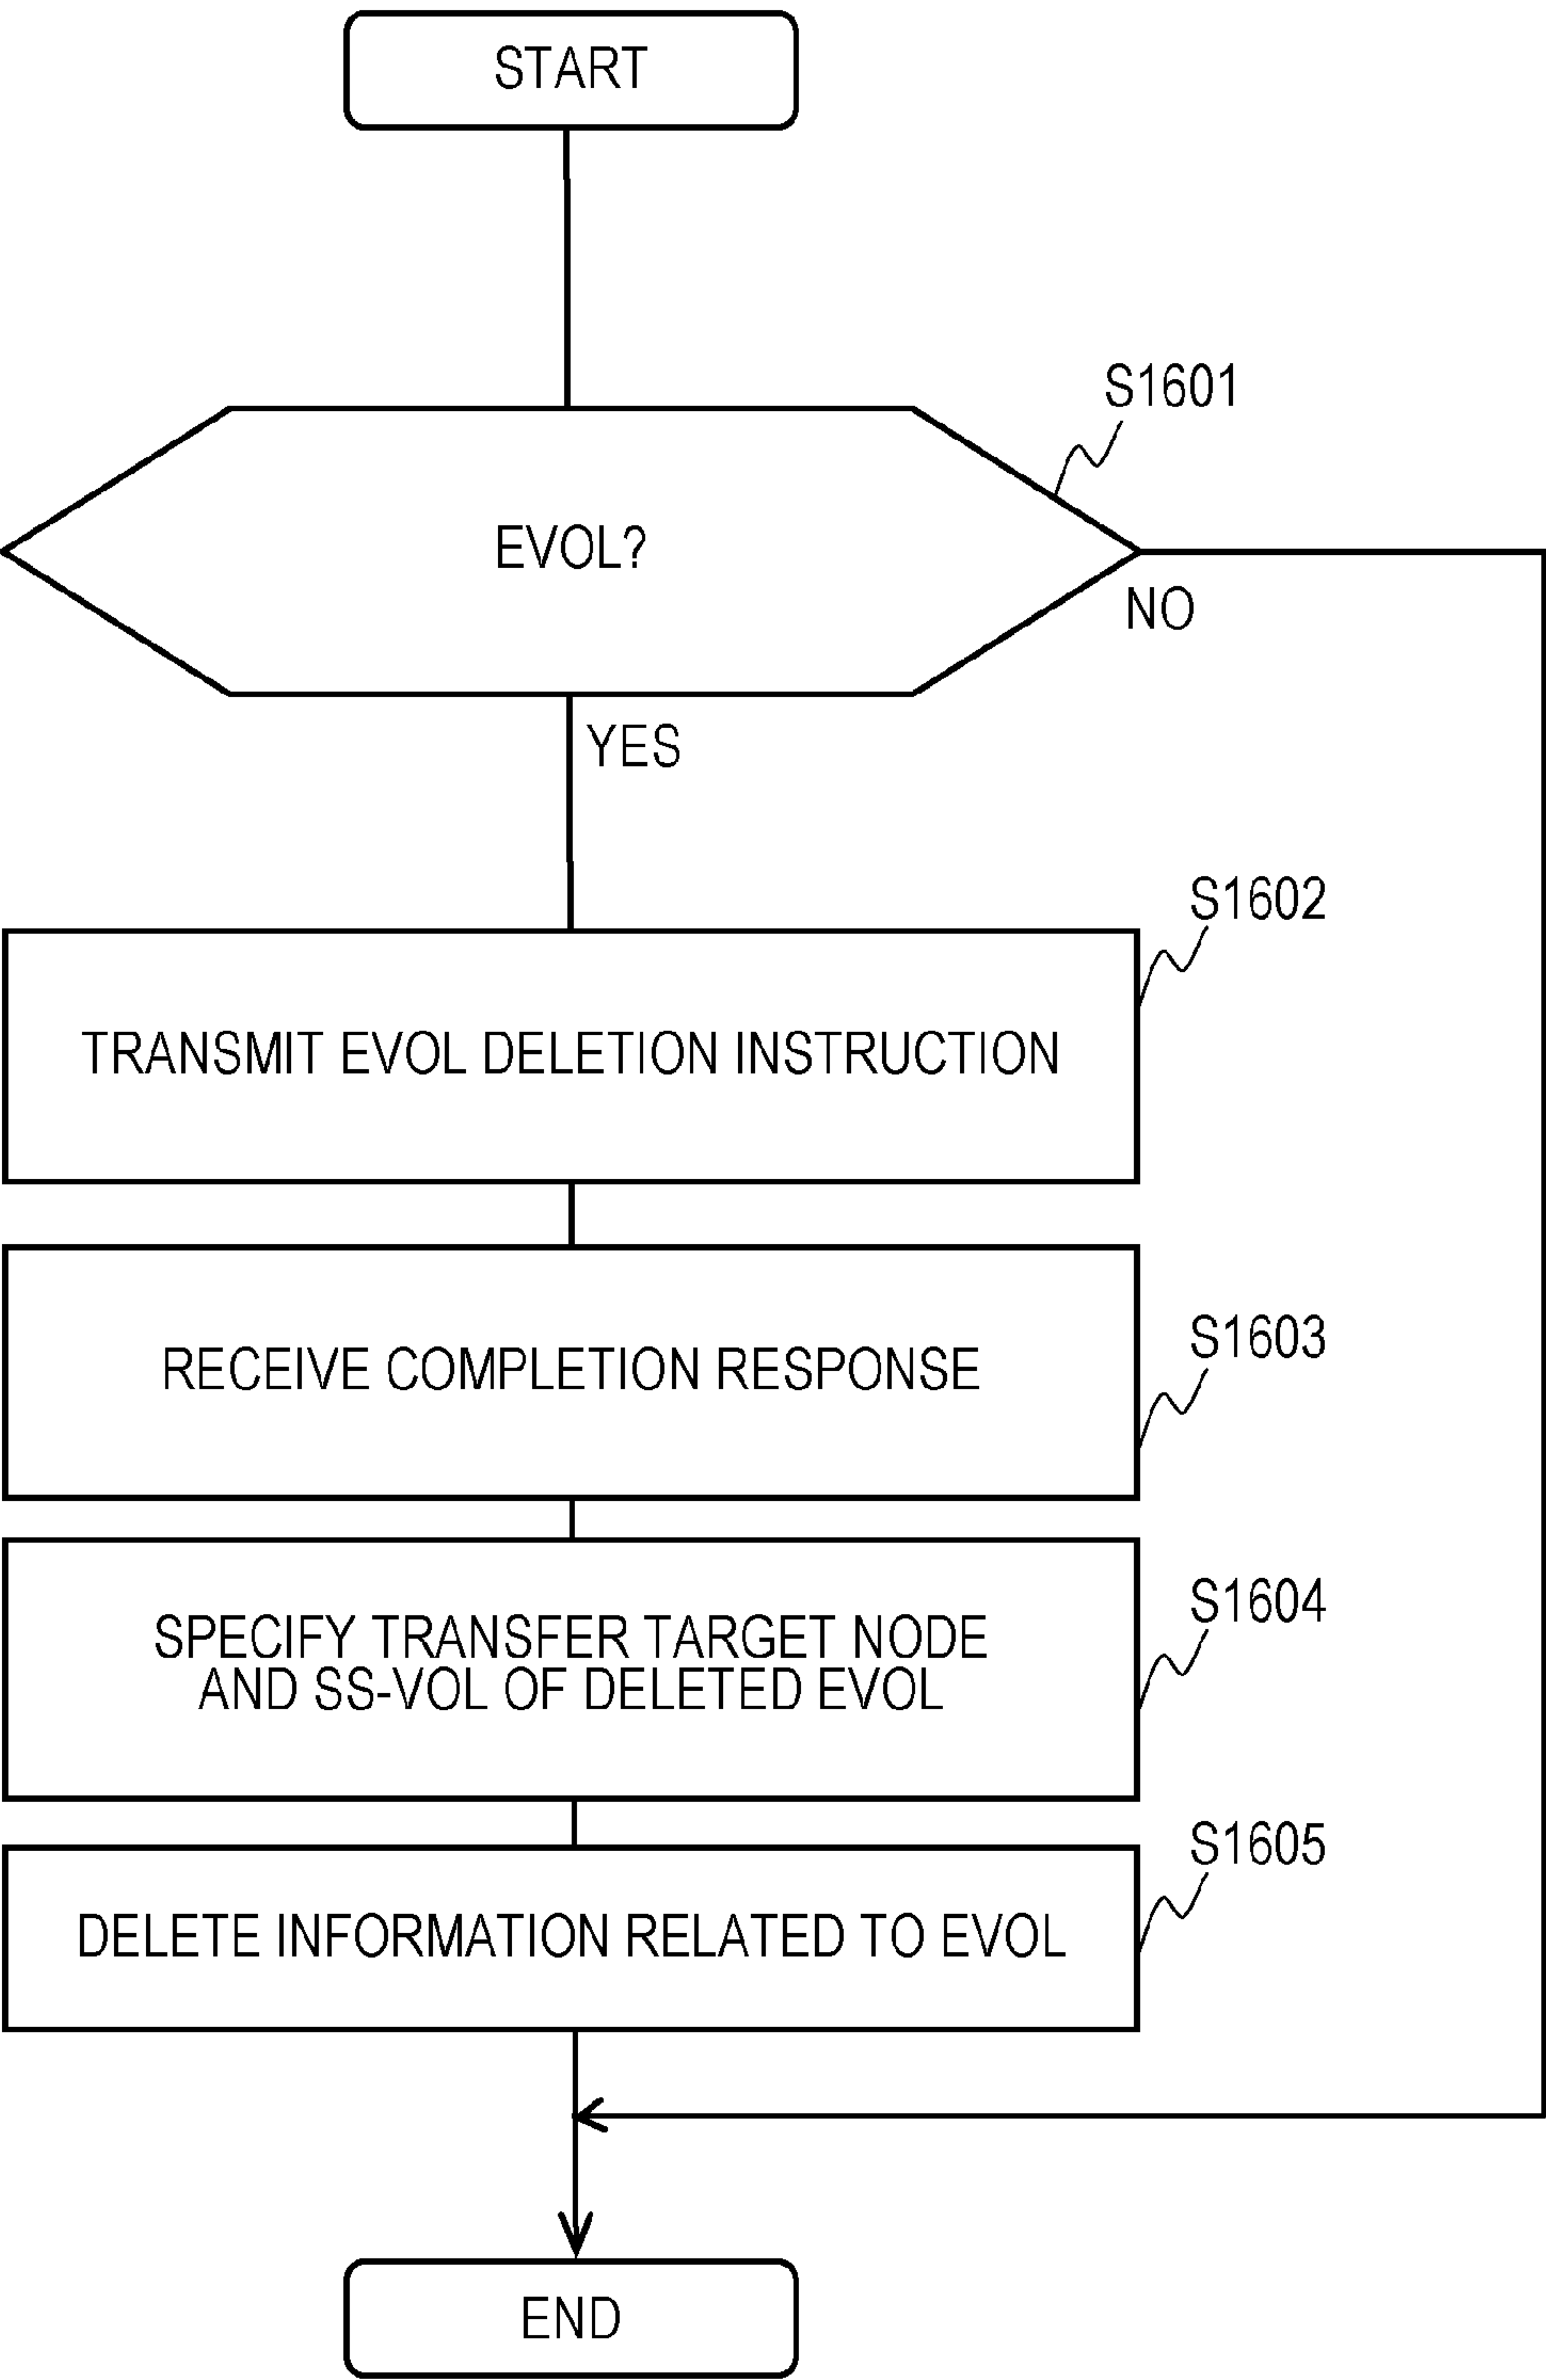 START
S1601
EVOL?
NO
YES
S1602
TRANSMIT EVOL DELETION INSTRUCTION
S1603
RECEIVE COMPLETION RESPONSE
S1604
SPECIFY TRANSFER TARGET NODE
AND SS-VOL OF DELETED EVOL
S1605
DELETE INFORMATION RELATED TO EVOL
END